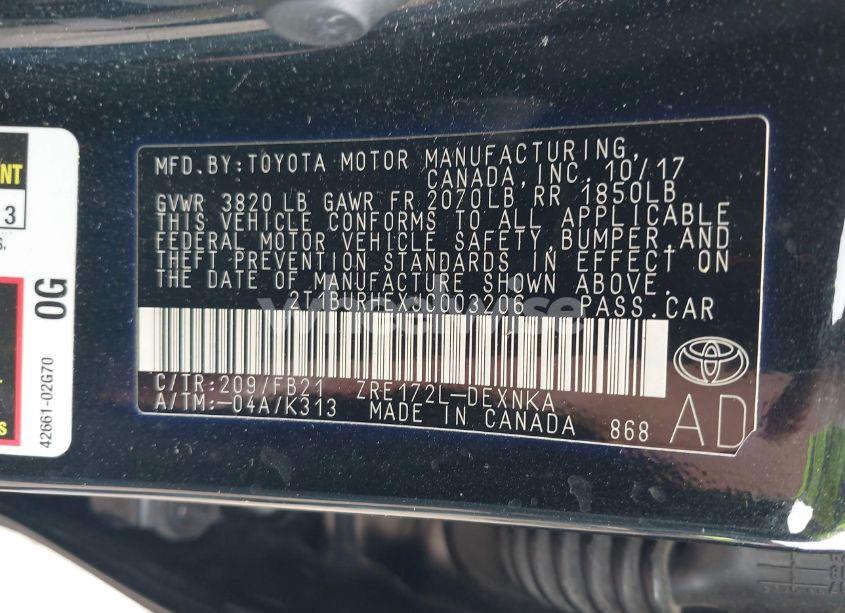 NT
3
S.
0G
42661-02G70
s
MFD.BY:TOYOTA MOTOR MANUFACTURING,
CANADA,INC. 10/17
GVWR 3820 LB GAWR FR 2070LB RR 1850LB
THIS VEHICLE CONFORMS TO ALL APPLICABLE
FEDERAL MOTOR VEHICLE SAFETY,BUMPER,AND
THEFT PREVENTION STANDARDS IN EFFECT ON
THE DATE OF MANUFACTURE SHOWN ABOVE.
2T1BURHEXJC003206 PASS.CAR
C/TR:209/FB21 ZRE172L-DEXNKA
A/TM:-04A/K313 MADE IN CANADA 868
AD